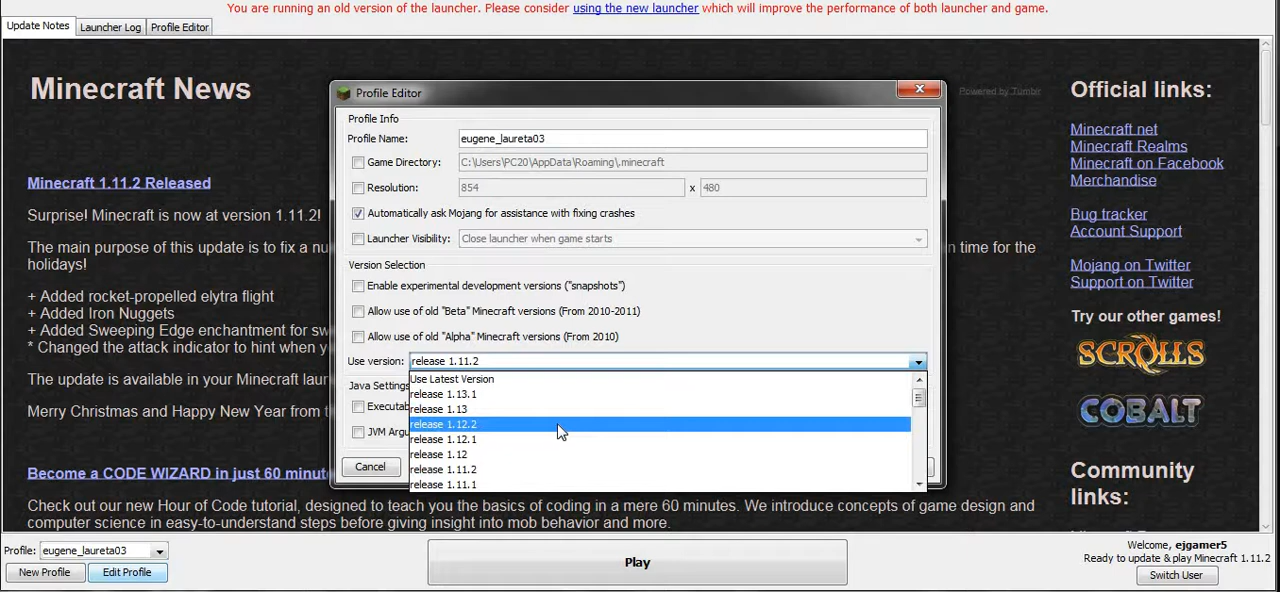 You are running an old version of the launcher. Please consider using the new launcher which will improve the performance of both launcher and game.
Update Notes Launcher Log Profile Editor
Minecraft News
Powered by Tumblr
Minecraft 1.11.2 Released
Surprise! Minecraft is now at version 1.11.2!
The main purpose of this update is to fix a nu
n time for the
holidays!
+ Added rocket-propelled elytra flight
+ Added Iron Nuggets
+ Added Sweeping Edge enchantment for sw
* Changed the attack indicator to hint when y
The update is available in your Minecraft laun
Merry Christmas and Happy New Year from t
Become a CODE WIZARD in just 60 minut
Check out our new Hour of Code tutorial, designed to teach you the basics of coding in a mere 60 minutes. We introduce concepts of game design and
computer science in easy-to-understand steps before giving insight into mob behavior and more.
Profile Editor
Profile Info
Profile Name: eugene_laureta03
Game Directory: C:\Users\PC20\AppData\Roaming\.minecraft
Resolution: 854 x 480
Automatically ask Mojang for assistance with fixing crashes
Launcher Visibility: Close launcher when game starts
Version Selection
Enable experimental development versions ("snapshots")
Allow use of old "Beta" Minecraft versions (From 2010-2011)
Allow use of old "Alpha" Minecraft versions (From 2010)
Use version: release 1.11.2
Use Latest Version
release 1.13.1
release 1.13
release 1.12.2
release 1.12.1
release 1.12
release 1.11.2
release 1.11.1
Java Settings
Executab
JVM Argu
Cancel
Official links:
Minecraft net
Minecraft Realms
Minecraft on Facebook
Merchandise
Bug tracker
Account Support
Mojang on Twitter
Support on Twitter
Try our other games!
SCROLLS
COBALT
Community
links:
Profile: eugene_laureta03
New Profile Edit Profile
Play
Welcome, ejgamer5
Ready to update & play Minecraft 1.11.2
Switch User